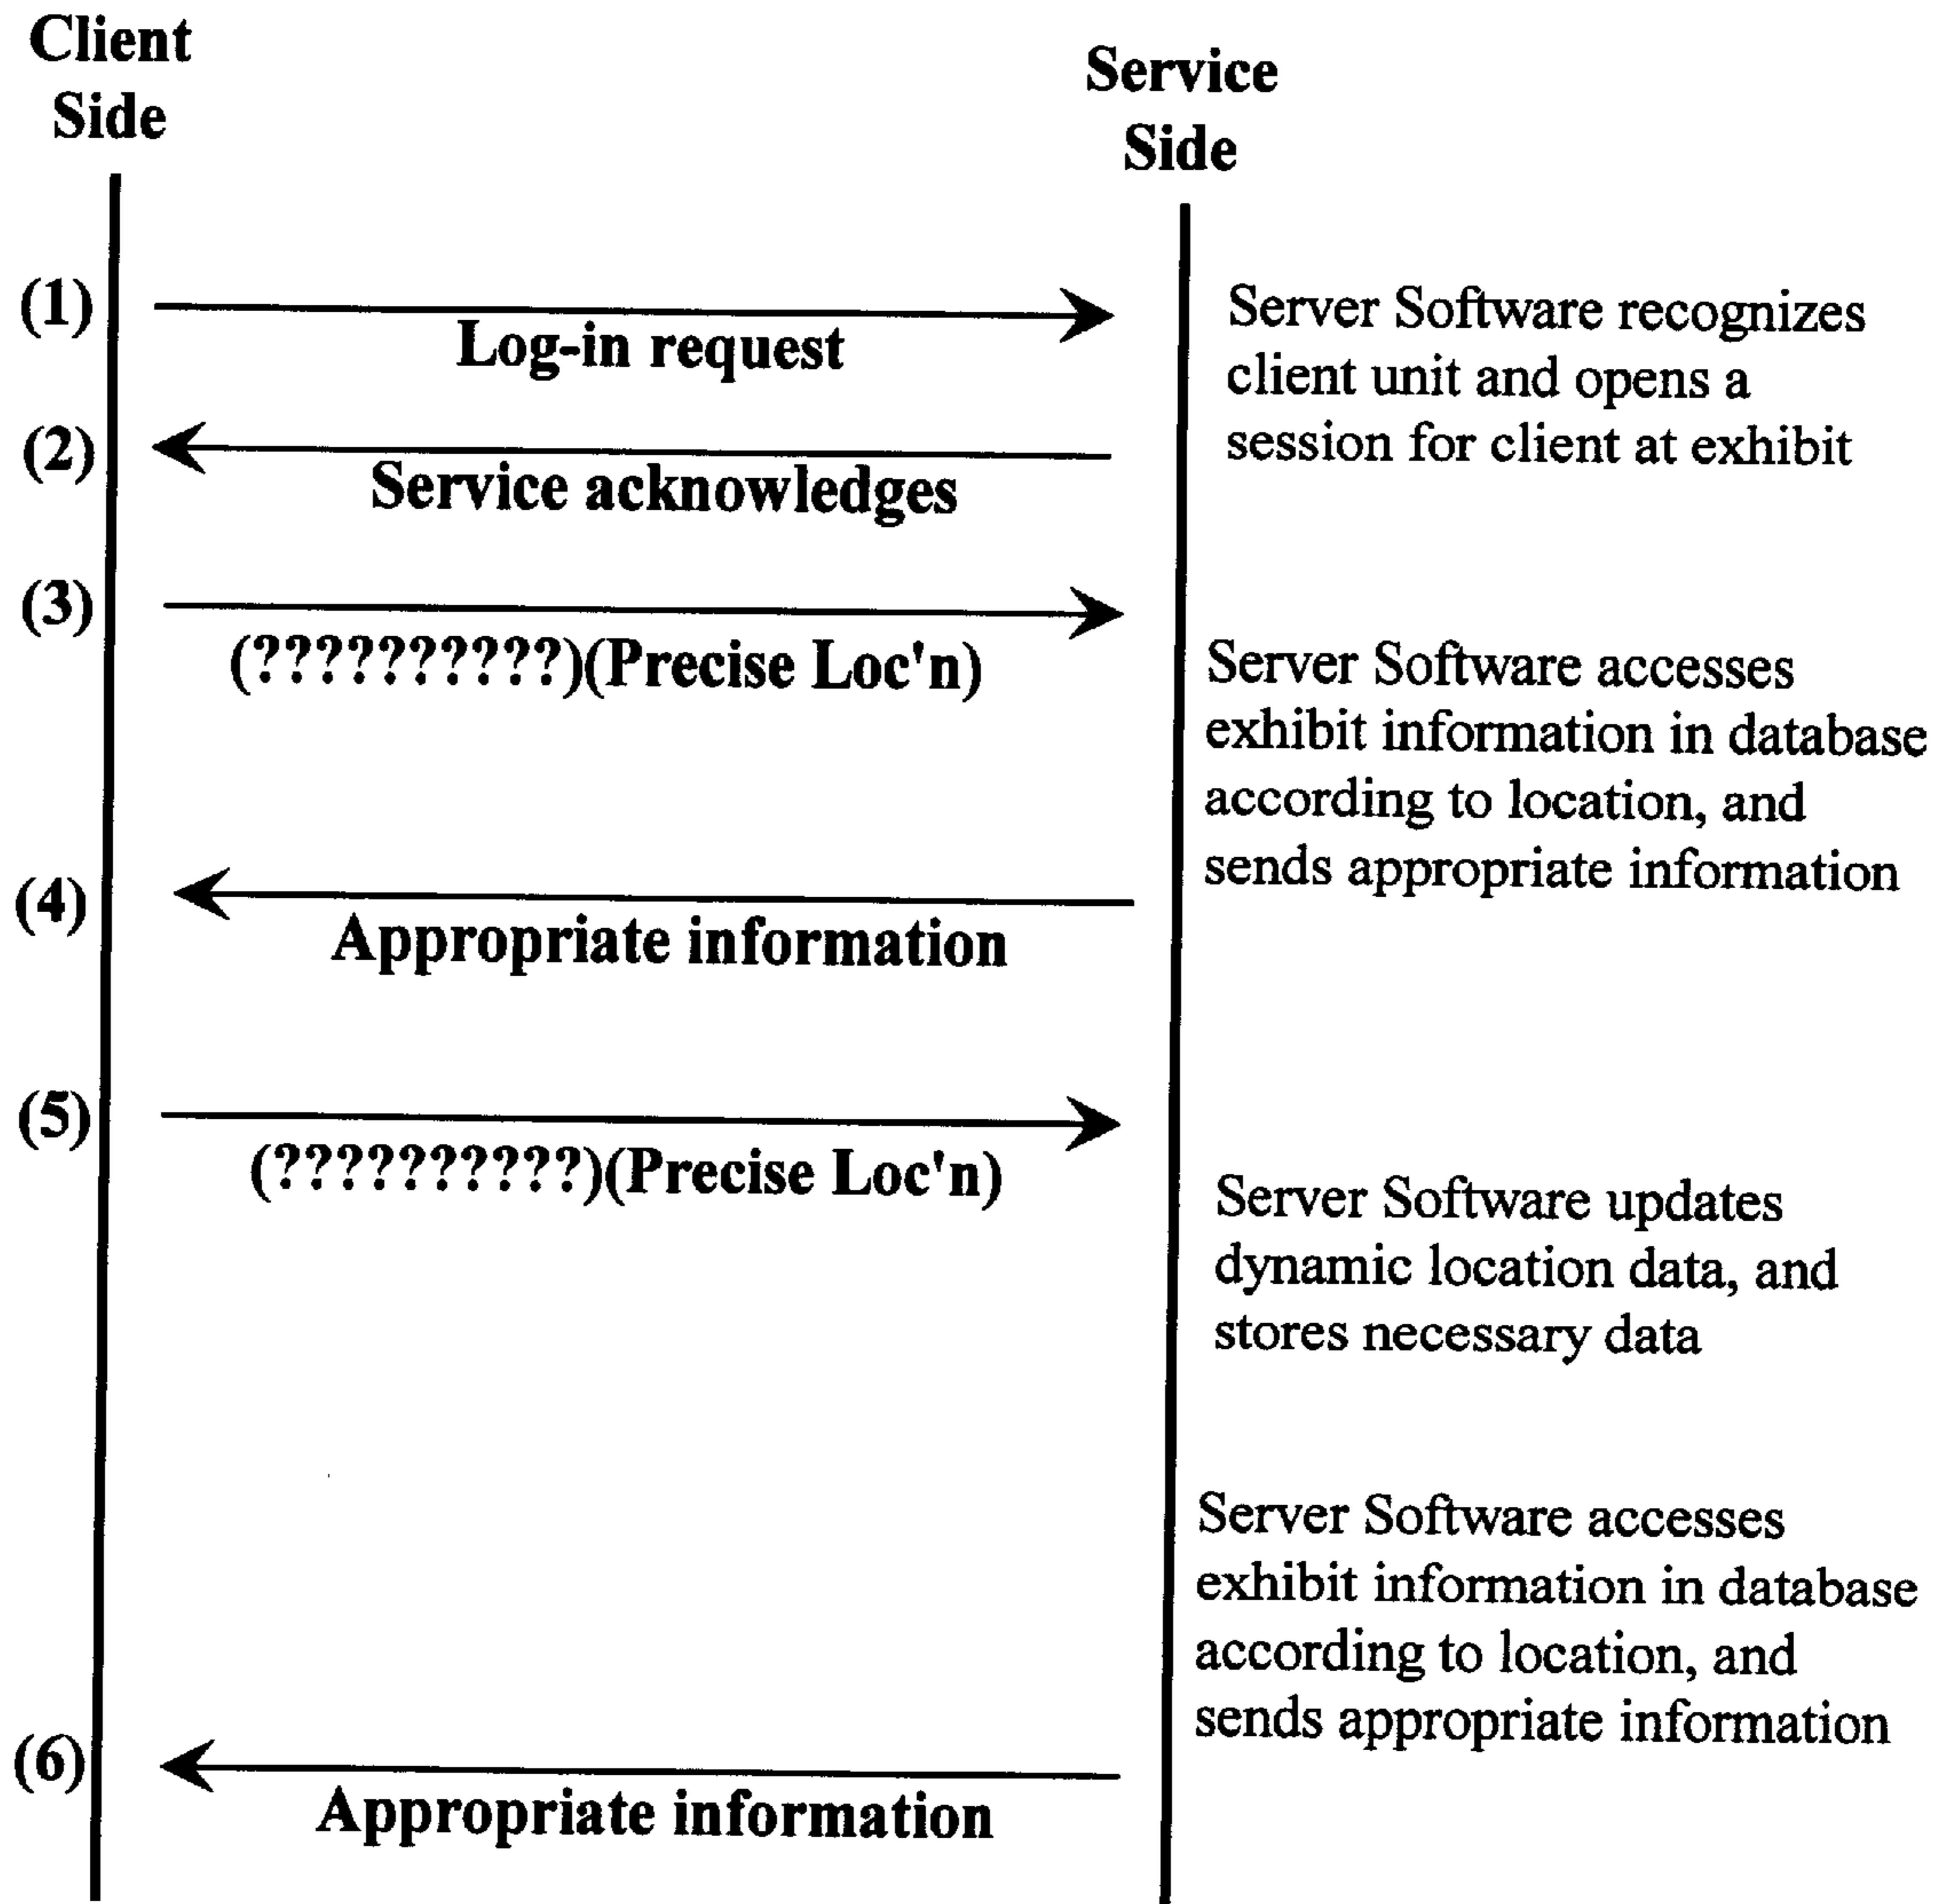 Client
Side
Service
Side
(1)
Log-in request
Server Software recognizes
client unit and opens a
session for client at exhibit
(2)
Service acknowledges
(3)
(??????????)(Precise Loc'n)
Server Software accesses
exhibit information in database
according to location, and
sends appropriate information
(4)
Appropriate information
(5)
(??????????)(Precise Loc'n)
Server Software updates
dynamic location data, and
stores necessary data
Server Software accesses
exhibit information in database
according to location, and
sends appropriate information
(6)
Appropriate information